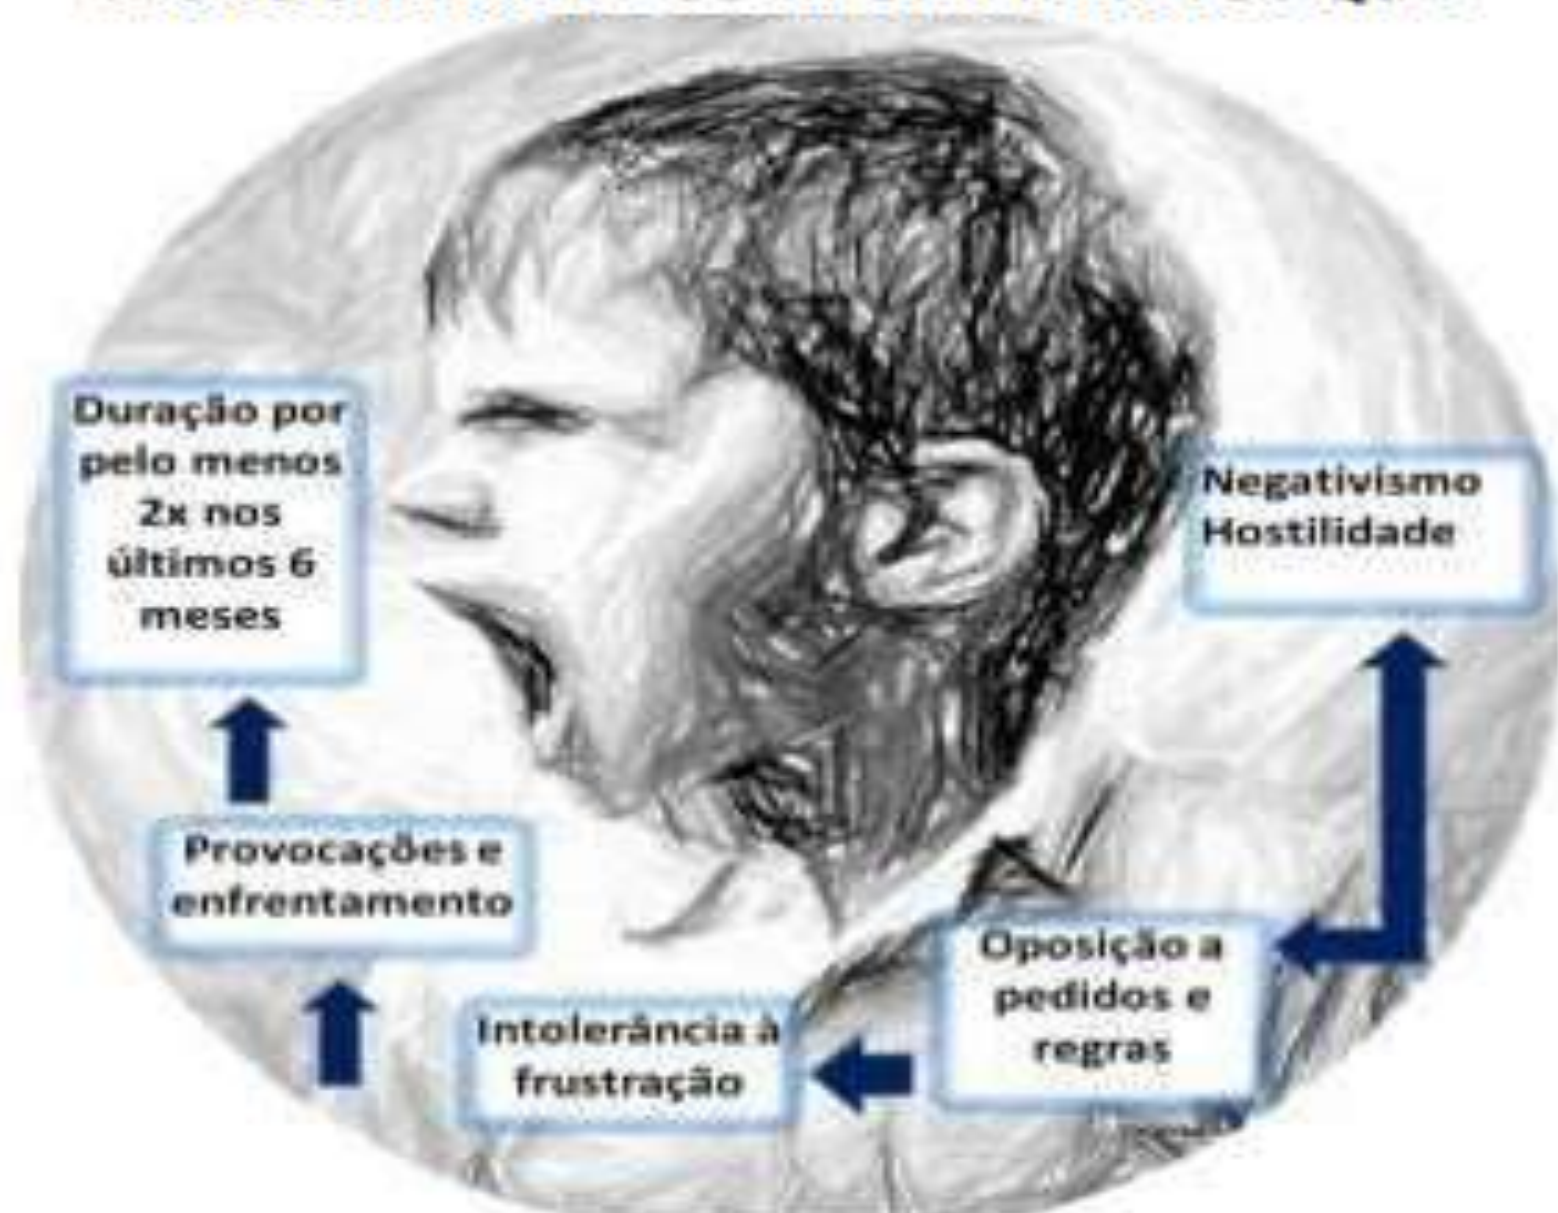 Duração por
pelo menos
2x nos
últimos 6
meses
Negativismo
Hostilidade
Provocações e
enfrentamento
Oposição a
pedidos e
regras
Intolerância à
frustração